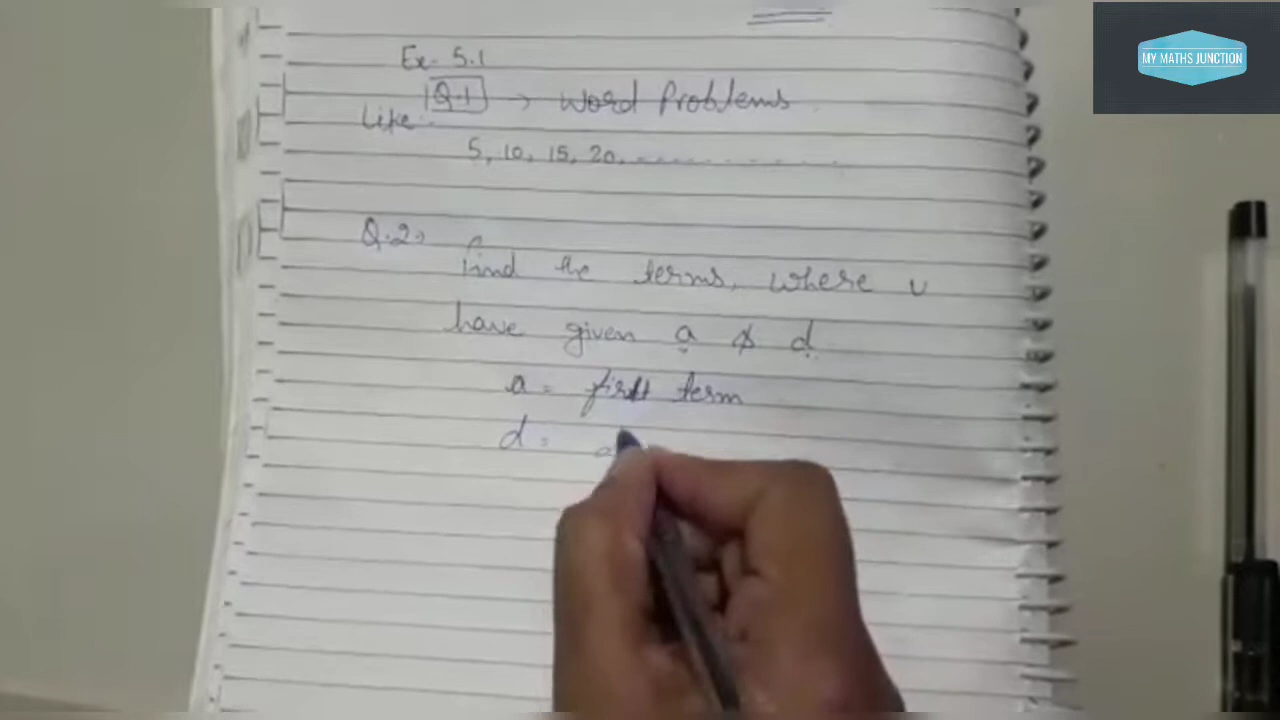 MY MATHS JUNCTION
Ex- 5.1
Q.1 → Word Problems
Like..
5, 10, 15, 20, ...........
Q.2→
Find the terms, where u
have given a & d
a = first term
d =